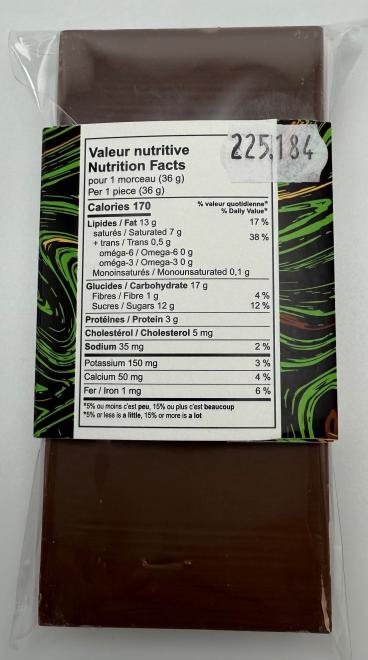 225.184
Valeur nutritive
Nutrition Facts
pour 1 morceau (36 g)
Per 1 piece (36 g)
Calories 170
% valeur quotidienne*
% Daily Value*
Lipides / Fat 13 g 17 %
saturés / Saturated 7 g
+ trans / Trans 0,5 g 38 %
oméga-6 / Omega-6 0 g
oméga-3 / Omega-3 0 g
Monoinsaturés / Monounsaturated 0,1 g
Glucides / Carbohydrate 17 g
Fibres / Fibre 1 g 4 %
Sucres / Sugars 12 g 12 %
Protéines / Protein 3 g
Cholestérol / Cholesterol 5 mg
Sodium 35 mg 2 %
Potassium 150 mg 3 %
Calcium 50 mg 4 %
Fer / Iron 1 mg 6 %
*5% ou moins c'est peu, 15% ou plus c'est beaucoup
*5% or less is a little, 15% or more is a lot